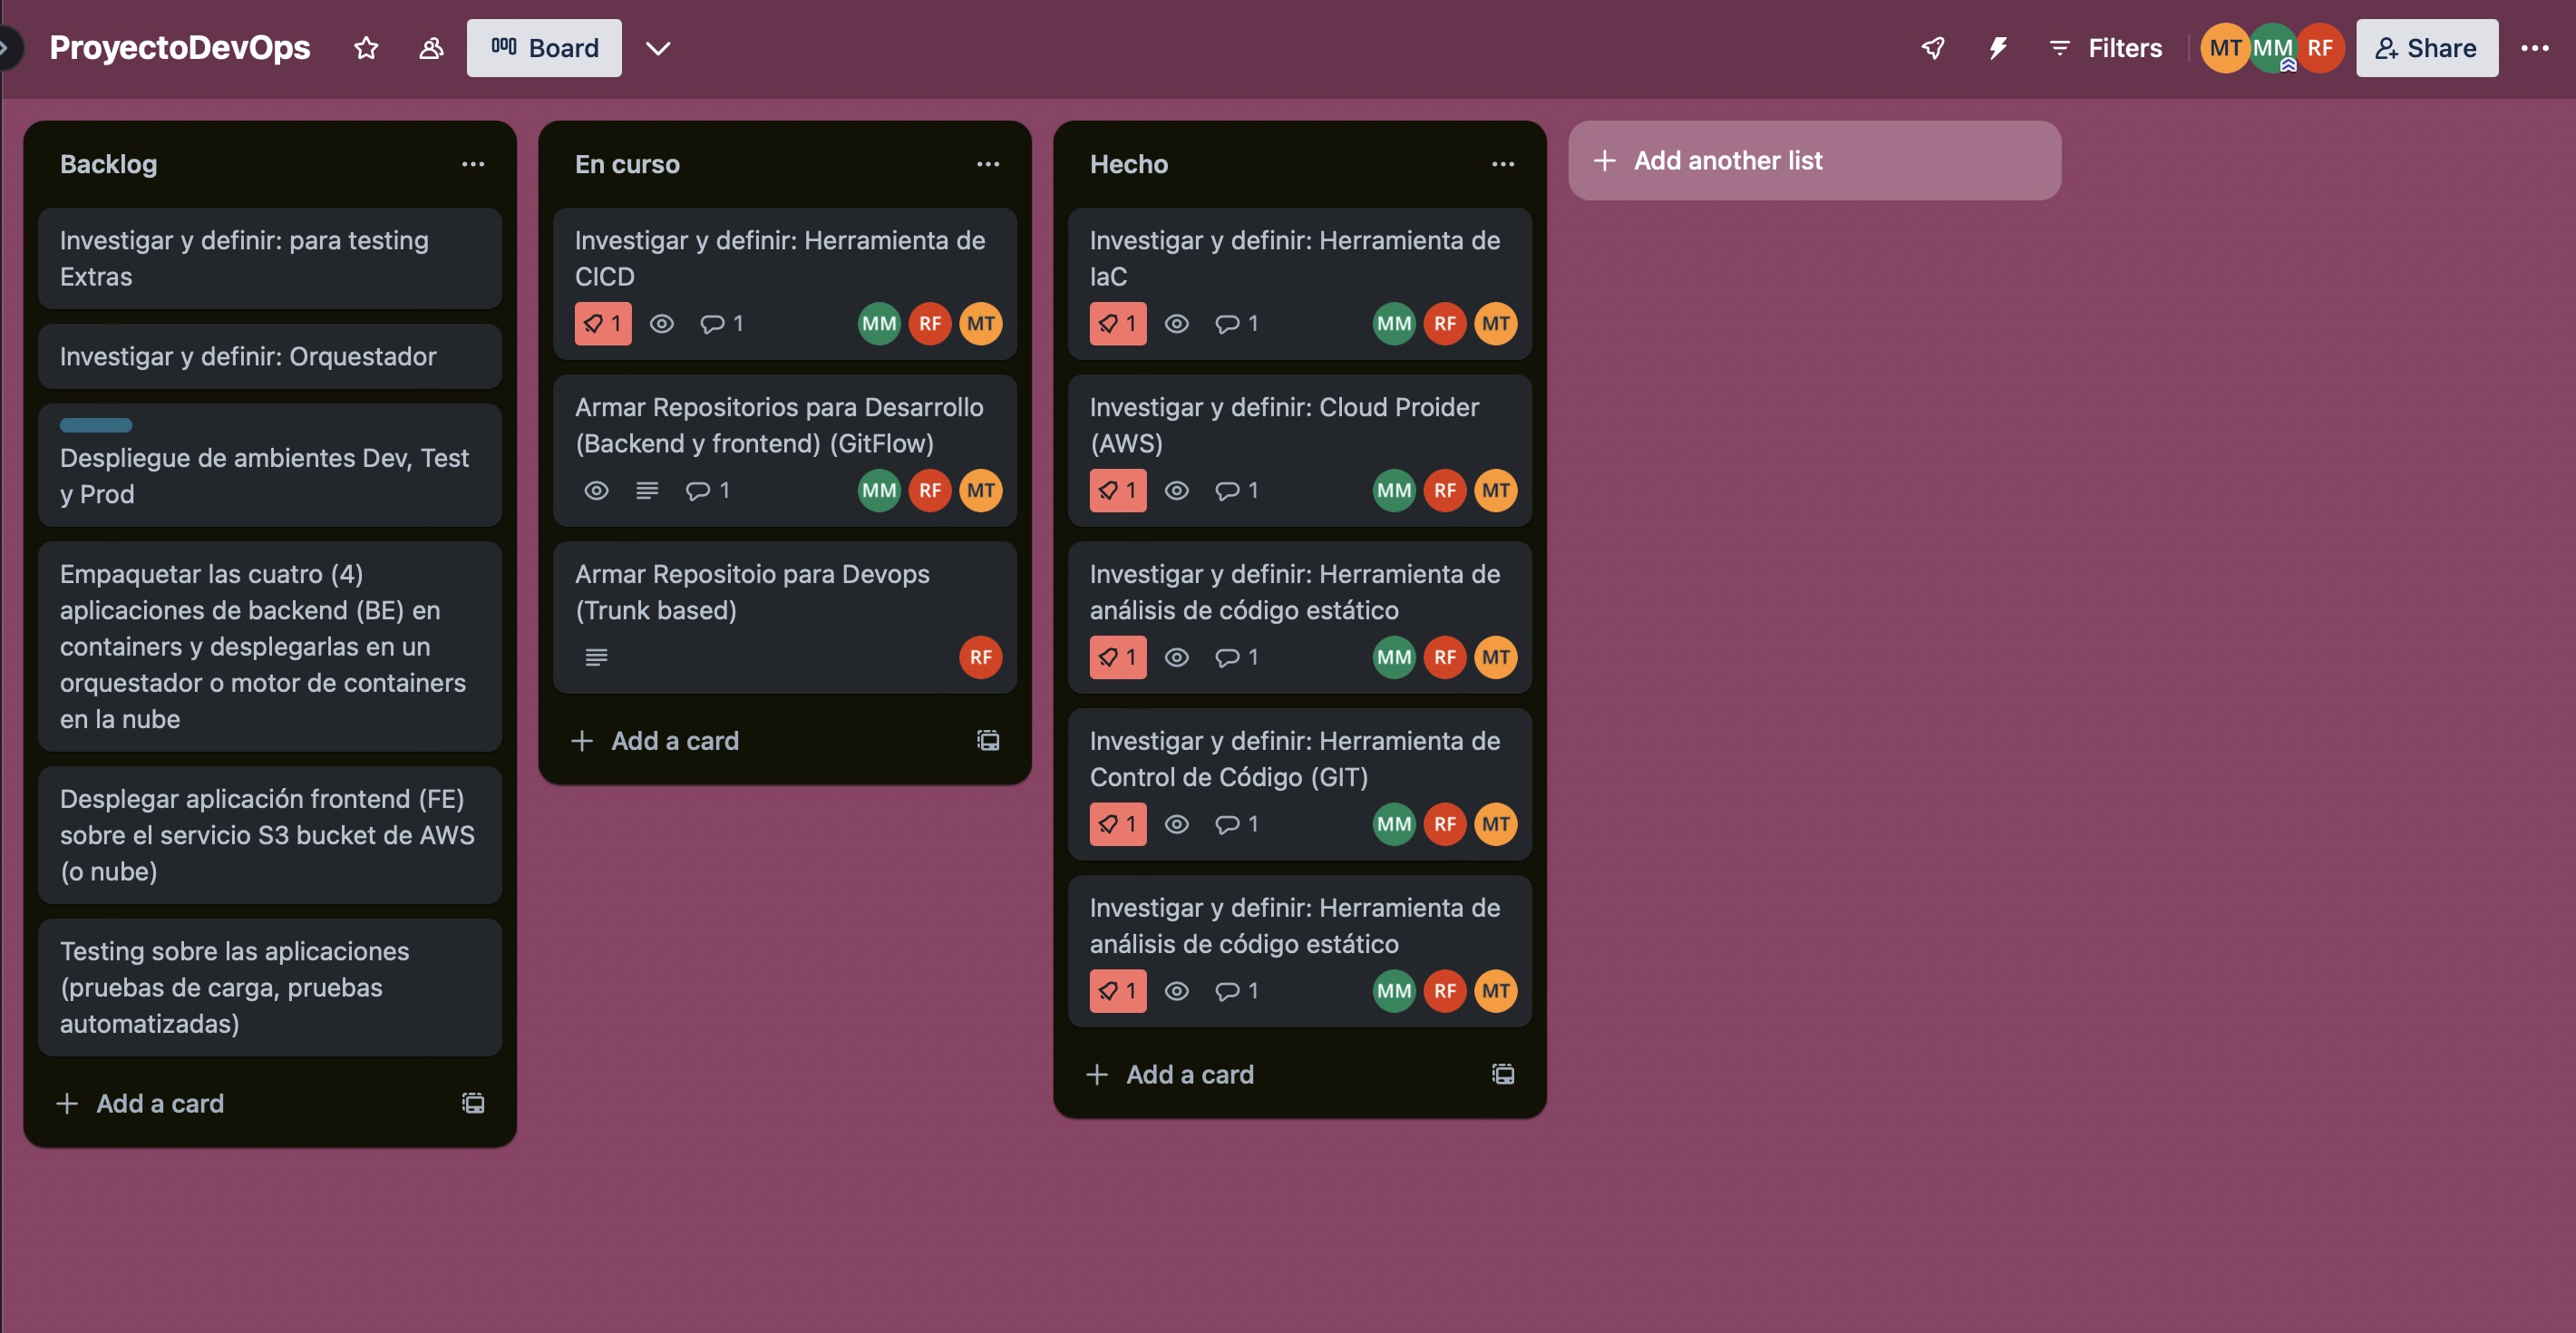 ProyectoDevOps
Board
Filters
MT
MM
RF
Share
Backlog
Investigar y definir: para testing
Extras
Investigar y definir: Orquestador
Despliegue de ambientes Dev, Test
y Prod
Empaquetar las cuatro (4)
aplicaciones de backend (BE) en
containers y desplegarlas en un
orquestador o motor de containers
en la nube
Desplegar aplicación frontend (FE)
sobre el servicio S3 bucket de AWS
(o nube)
Testing sobre las aplicaciones
(pruebas de carga, pruebas
automatizadas)
Add a card
En curso
Investigar y definir: Herramienta de
CICD
1 1 MM RF MT
Armar Repositorios para Desarrollo
(Backend y frontend) (GitFlow)
1 MM RF MT
Armar Repositoio para Devops
(Trunk based)
RF
Add a card
Hecho
Investigar y definir: Herramienta de
IaC
1 1 MM RF MT
Investigar y definir: Cloud Proider
(AWS)
1 1 MM RF MT
Investigar y definir: Herramienta de
análisis de código estático
1 1 MM RF MT
Investigar y definir: Herramienta de
Control de Código (GIT)
1 1 MM RF MT
Investigar y definir: Herramienta de
análisis de código estático
1 1 MM RF MT
Add a card
Add another list